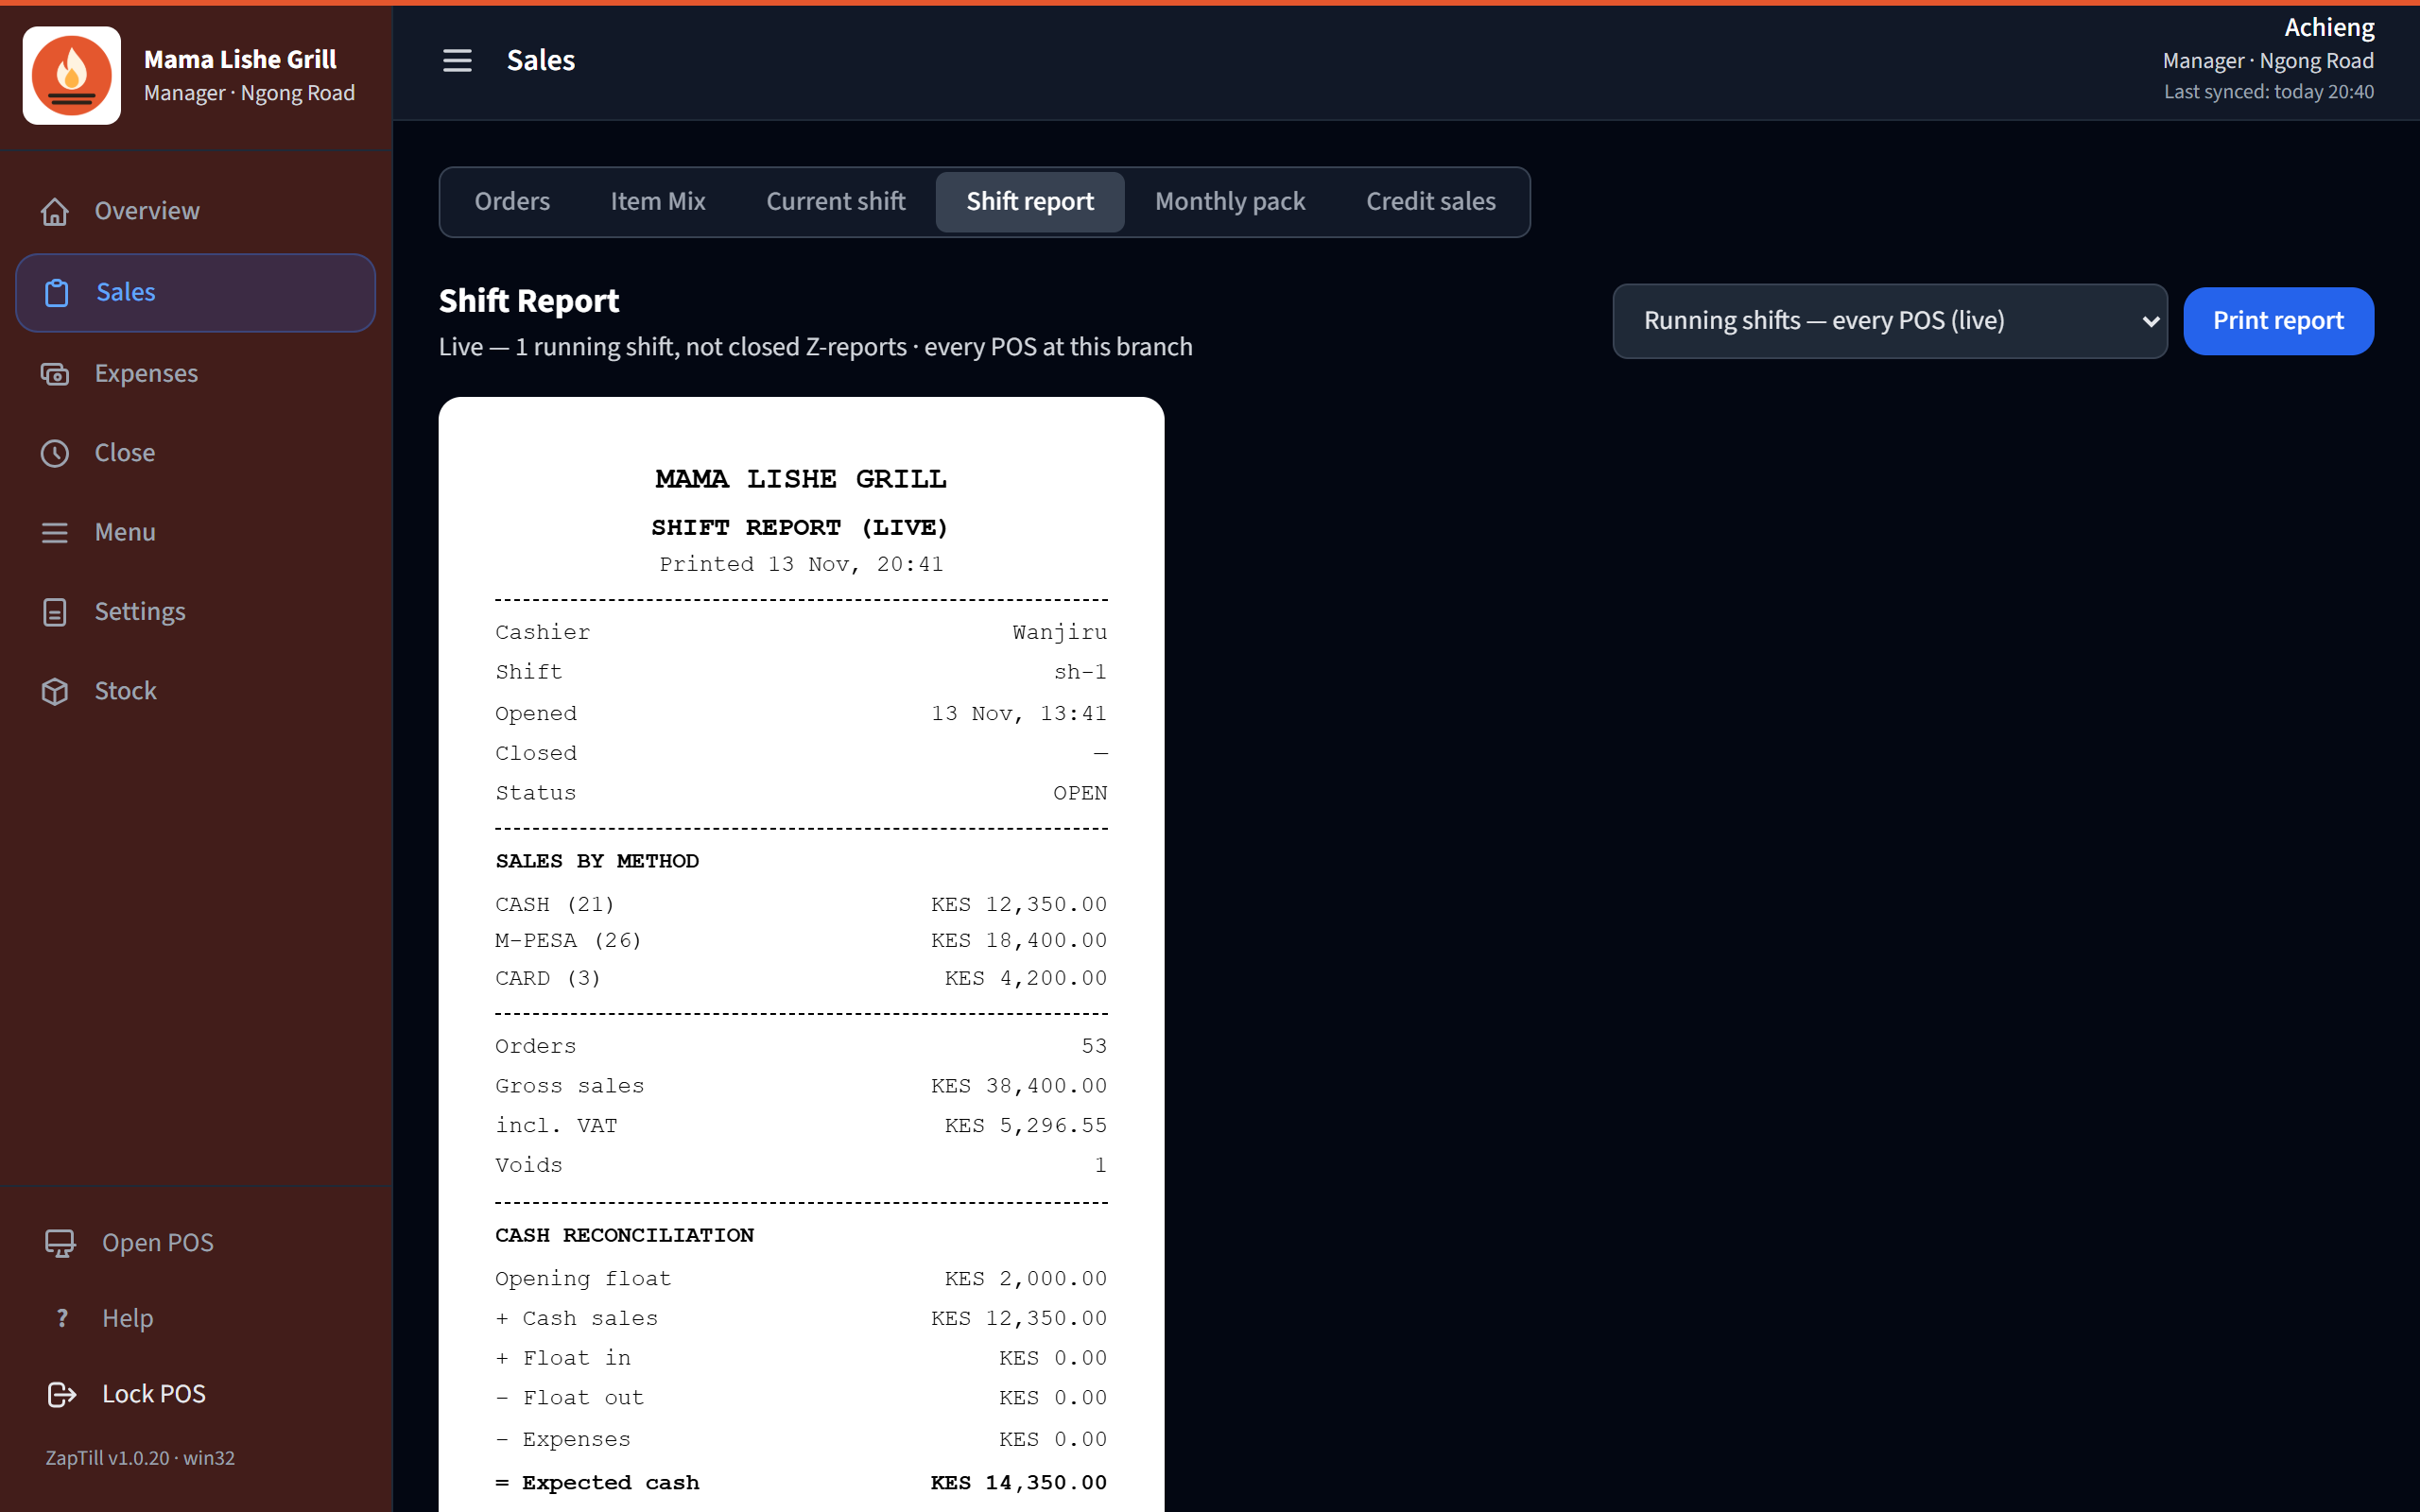 Mama Lishe Grill
Manager · Ngong Road
Overview
Sales
Expenses
Close
Menu
Settings
Stock
Open POS
? Help
Lock POS
ZapTill v1.0.20 · win32
Sales
Achieng
Manager · Ngong Road
Last synced: today 20:40
Orders Item Mix Current shift Shift report Monthly pack Credit sales
Shift Report
Live — 1 running shift, not closed Z-reports · every POS at this branch
Running shifts — every POS (live) Print report
MAMA LISHE GRILL
SHIFT REPORT (LIVE)
Printed 13 Nov, 20:41
Cashier Wanjiru
Shift sh-1
Opened 13 Nov, 13:41
Closed —
Status OPEN
SALES BY METHOD
CASH (21) KES 12,350.00
M-PESA (26) KES 18,400.00
CARD (3) KES 4,200.00
Orders 53
Gross sales KES 38,400.00
incl. VAT KES 5,296.55
Voids 1
CASH RECONCILIATION
Opening float KES 2,000.00
+ Cash sales KES 12,350.00
+ Float in KES 0.00
− Float out KES 0.00
− Expenses KES 0.00
= Expected cash KES 14,350.00